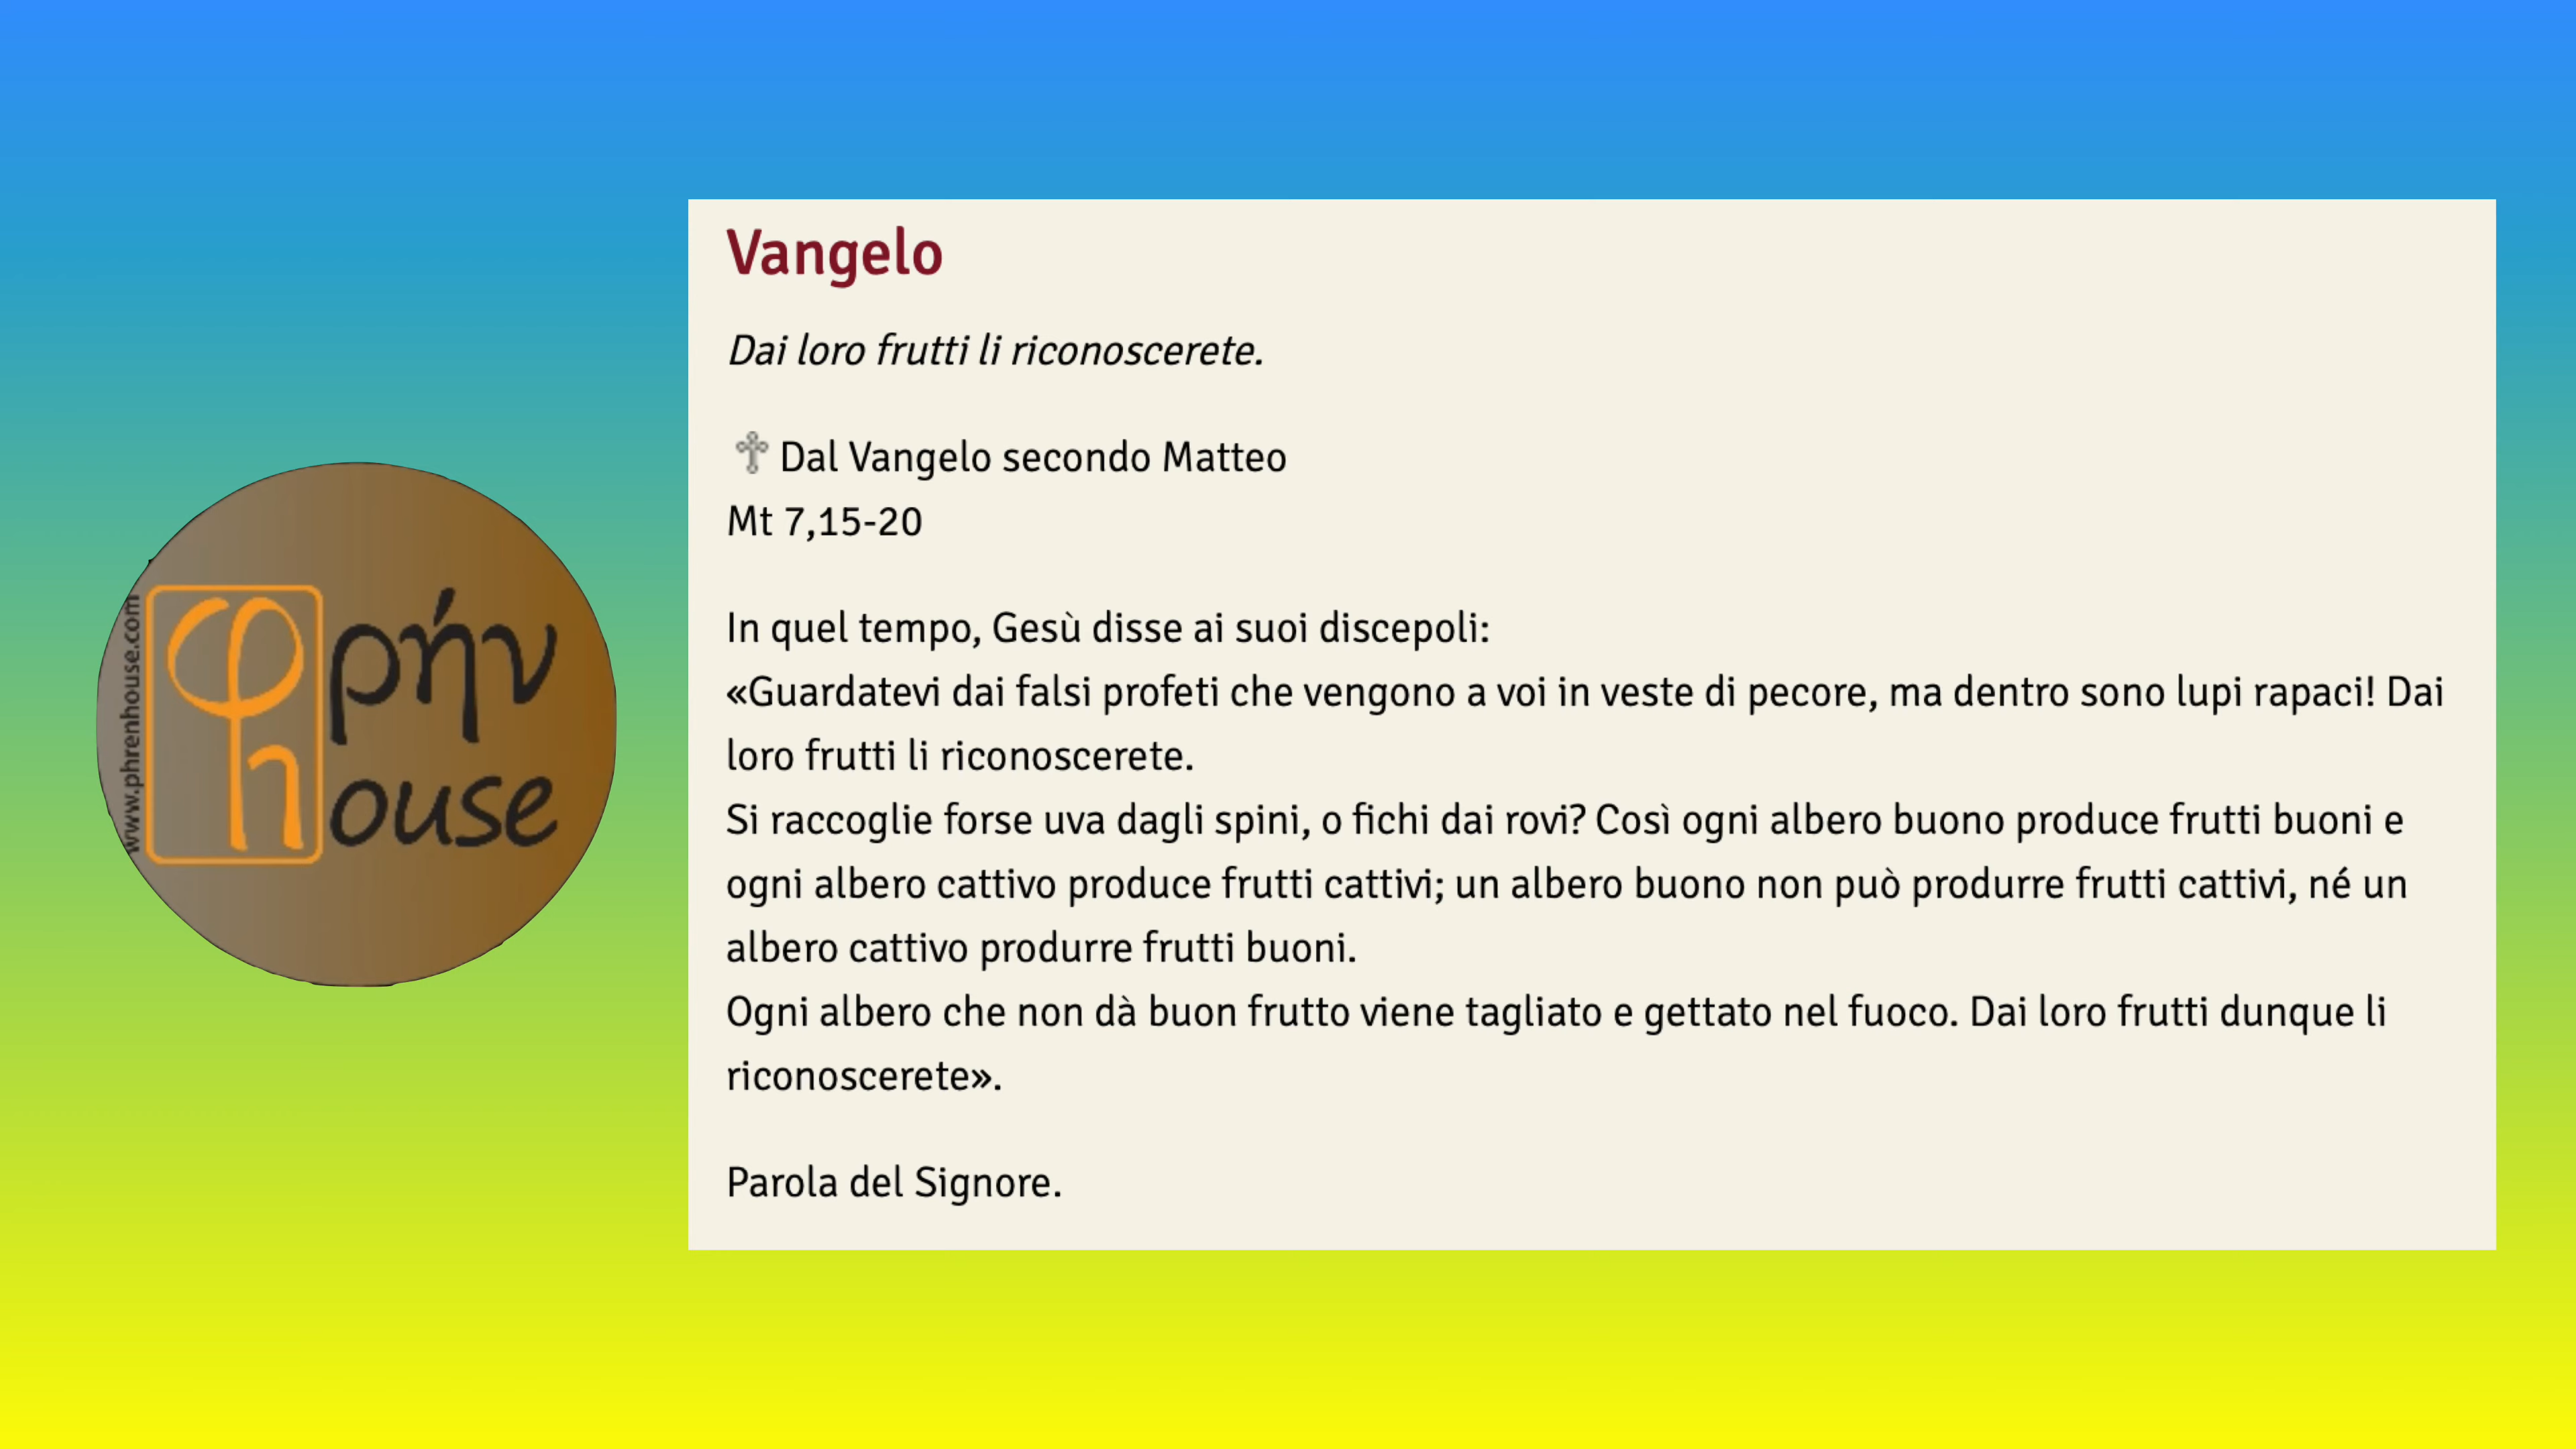 www.phrenhouse.com
φρήν
house
Vangelo
Dai loro frutti li riconoscerete.
Dal Vangelo secondo Matteo
Mt 7,15-20
In quel tempo, Gesù disse ai suoi discepoli:
«Guardatevi dai falsi profeti che vengono a voi in veste di pecore, ma dentro sono lupi rapaci! Dai
loro frutti li riconoscerete.
Si raccoglie forse uva dagli spini, o fichi dai rovi? Così ogni albero buono produce frutti buoni e
ogni albero cattivo produce frutti cattivi; un albero buono non può produrre frutti cattivi, né un
albero cattivo produrre frutti buoni.
Ogni albero che non dà buon frutto viene tagliato e gettato nel fuoco. Dai loro frutti dunque li
riconoscerete».
Parola del Signore.